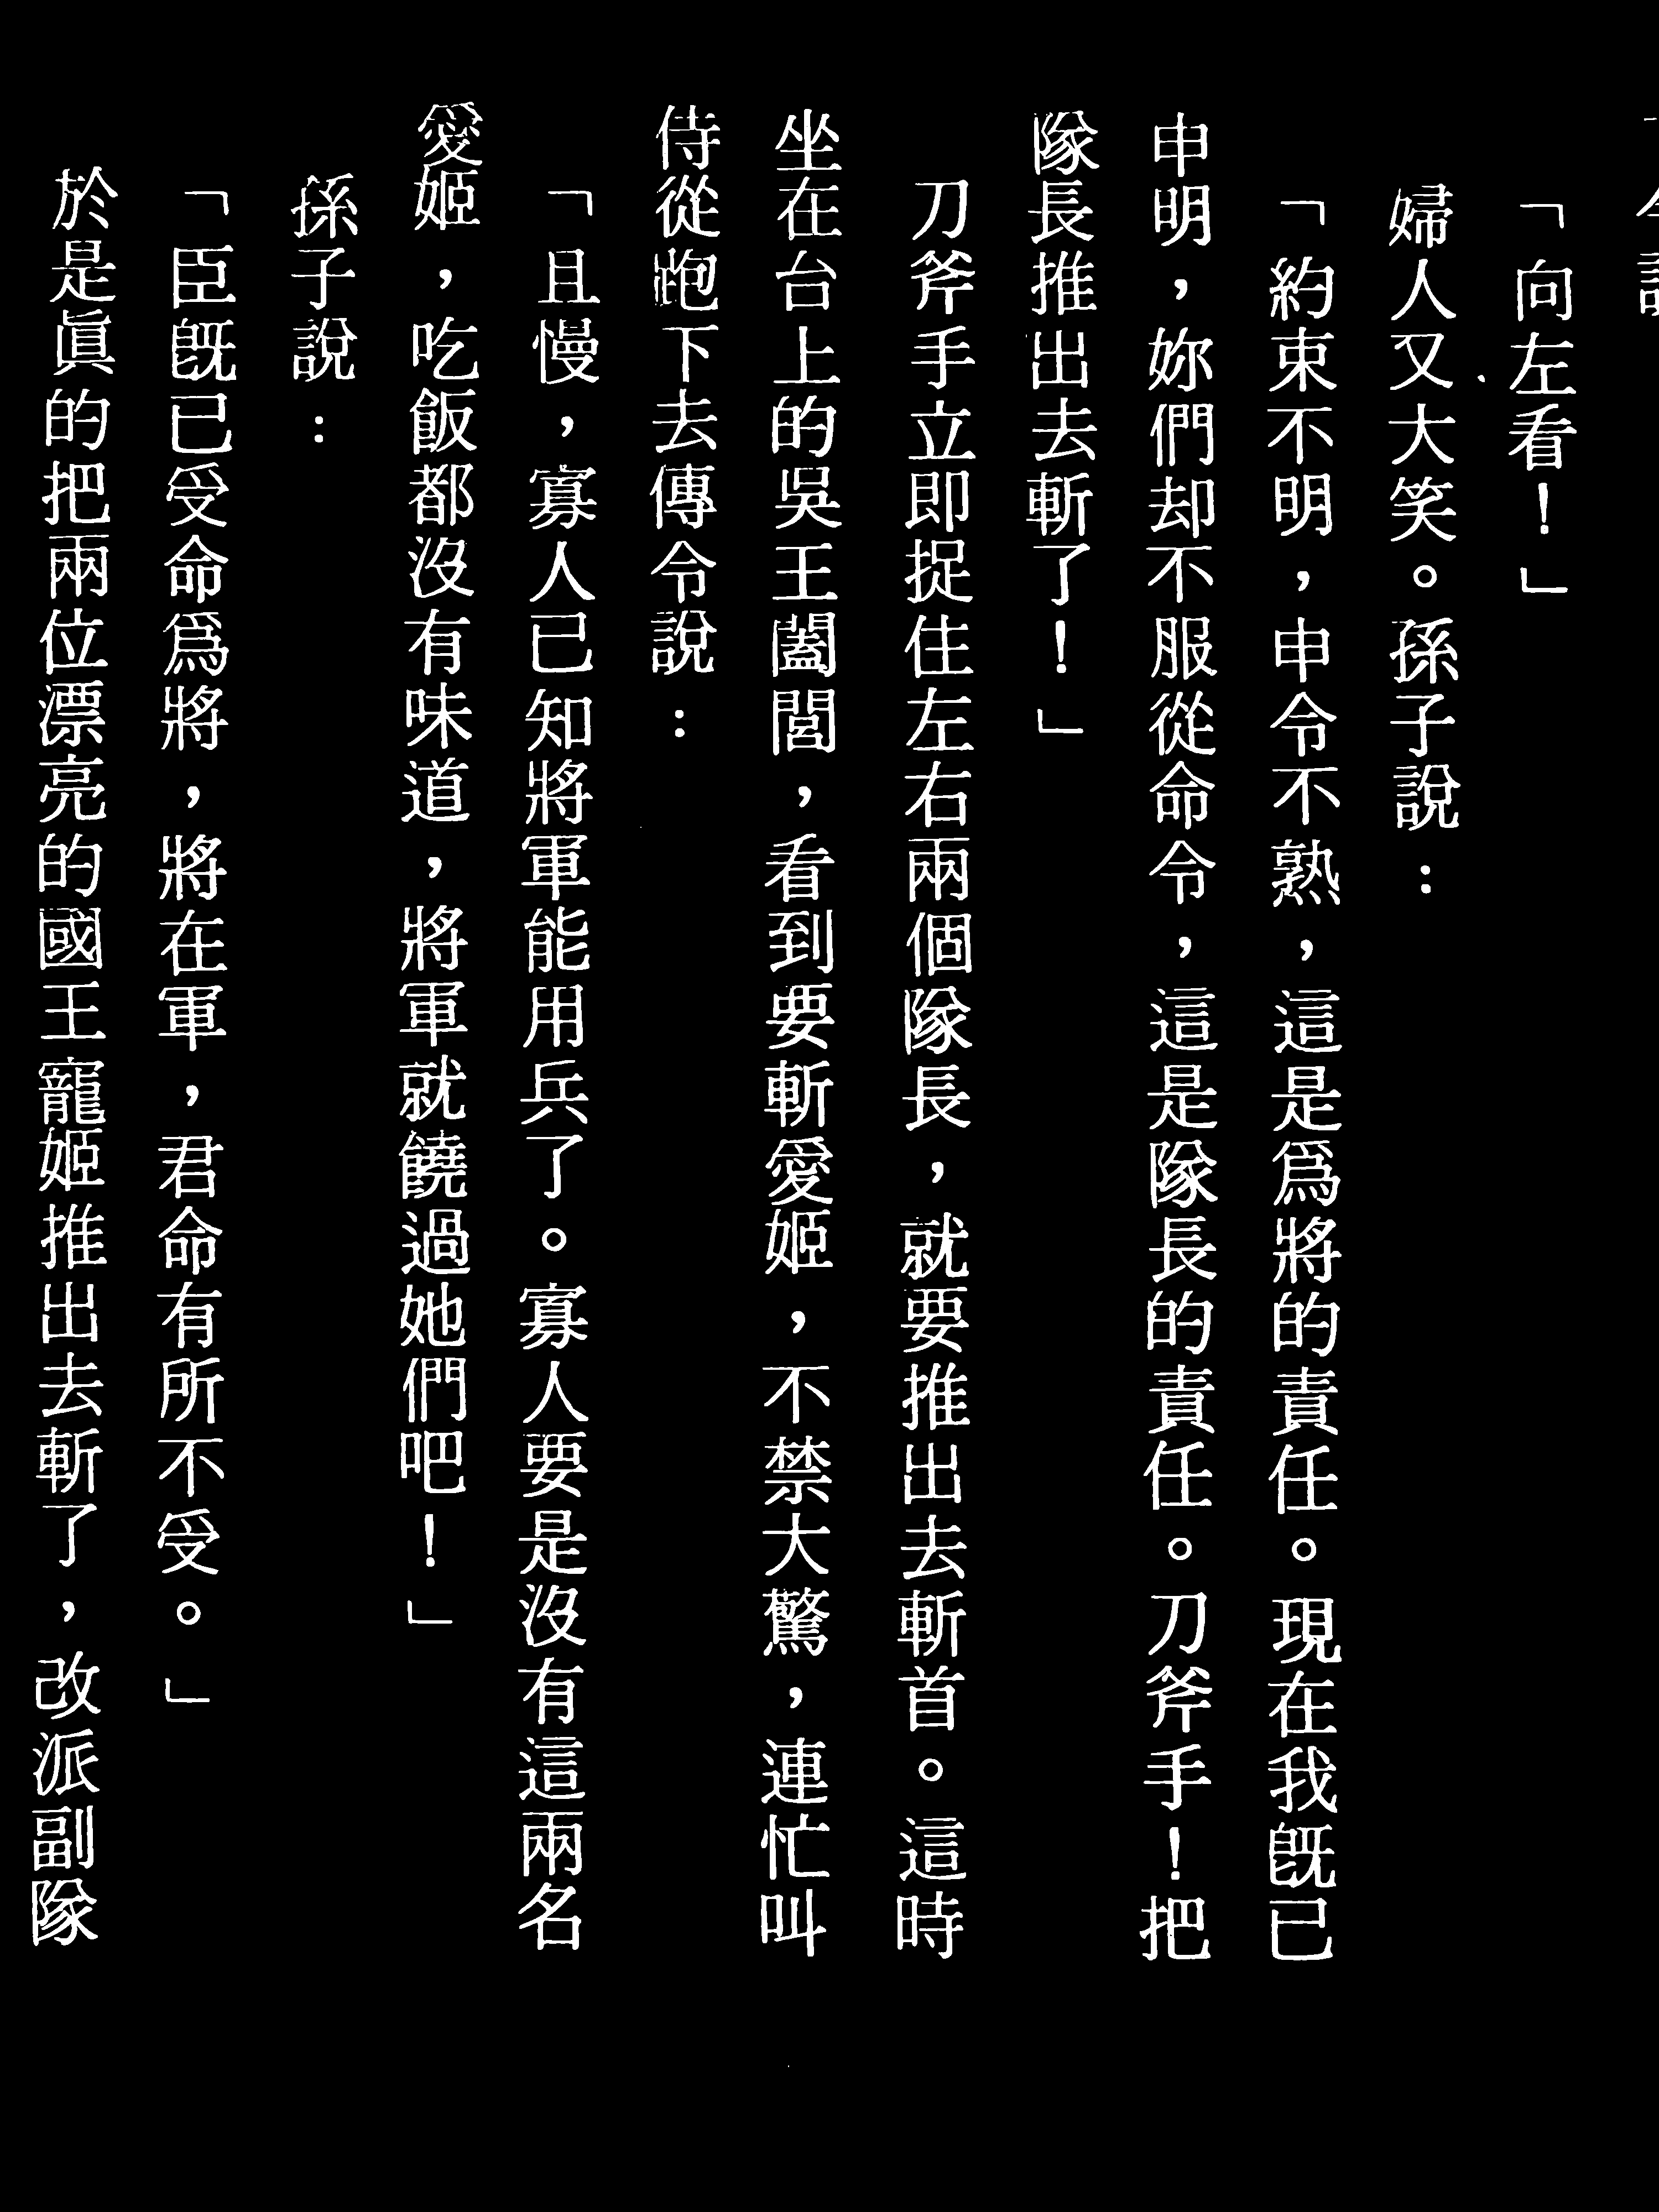 「向左看！」
婦人又大笑。孫子說：
「約束不明，申令不熟，這是爲將的責任。現在我旣已
申明，妳們却不服從命令，這是隊長的責任。刀斧手！把
隊長推出去斬了！」
刀斧手立即捉住左右兩個隊長，就要推出去斬首。這時
坐在台上的吳王闔閭，看到要斬愛姬，不禁大驚，連忙叫
侍從跑下去傳令說：
「且慢，寡人已知將軍能用兵了。寡人要是沒有這兩名
愛姬，吃飯都沒有味道，將軍就饒過她們吧！」
孫子說：
「臣旣已受命爲將，將在軍，君命有所不受。」
於是眞的把兩位漂亮的國王寵姬推出去斬了，改派副隊